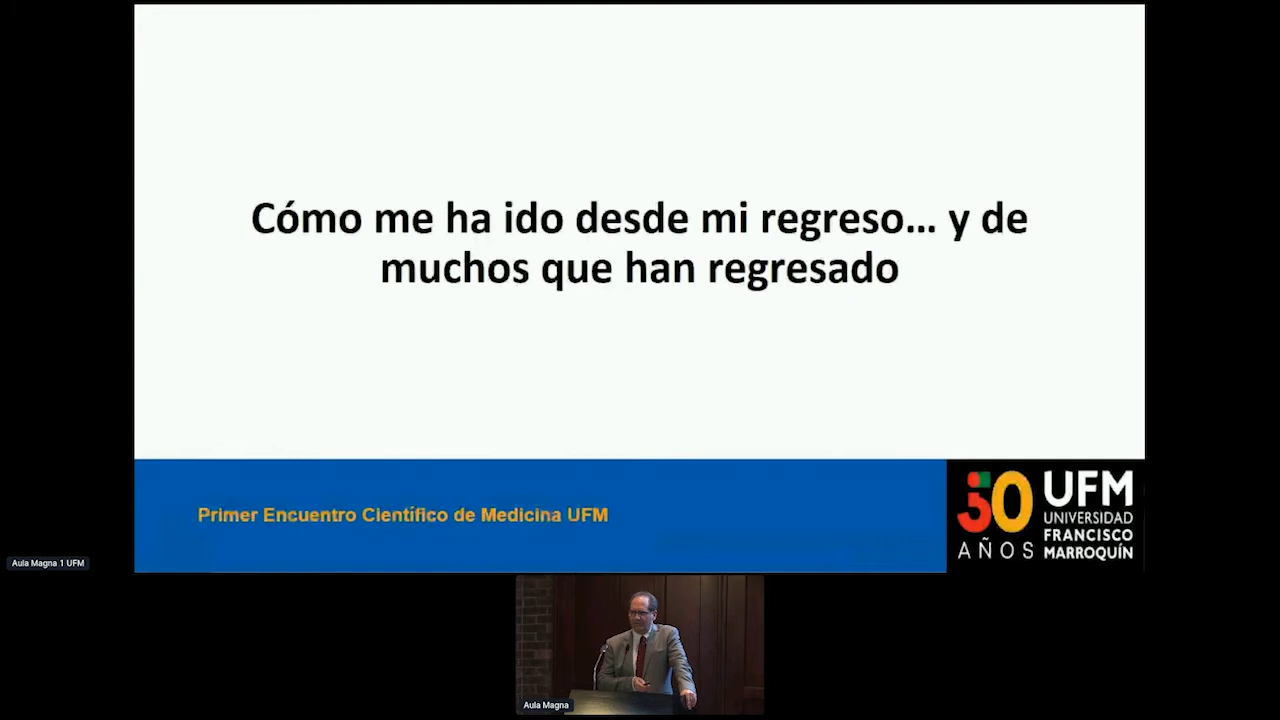 Cómo me ha ido desde mi regreso... y de
muchos que han regresado
Primer Encuentro Científico de Medicina UFM
50
AÑOS
UFM
UNIVERSIDAD
FRANCISCO
MARROQUÍN
Aula Magna 1 UFM
Aula Magna